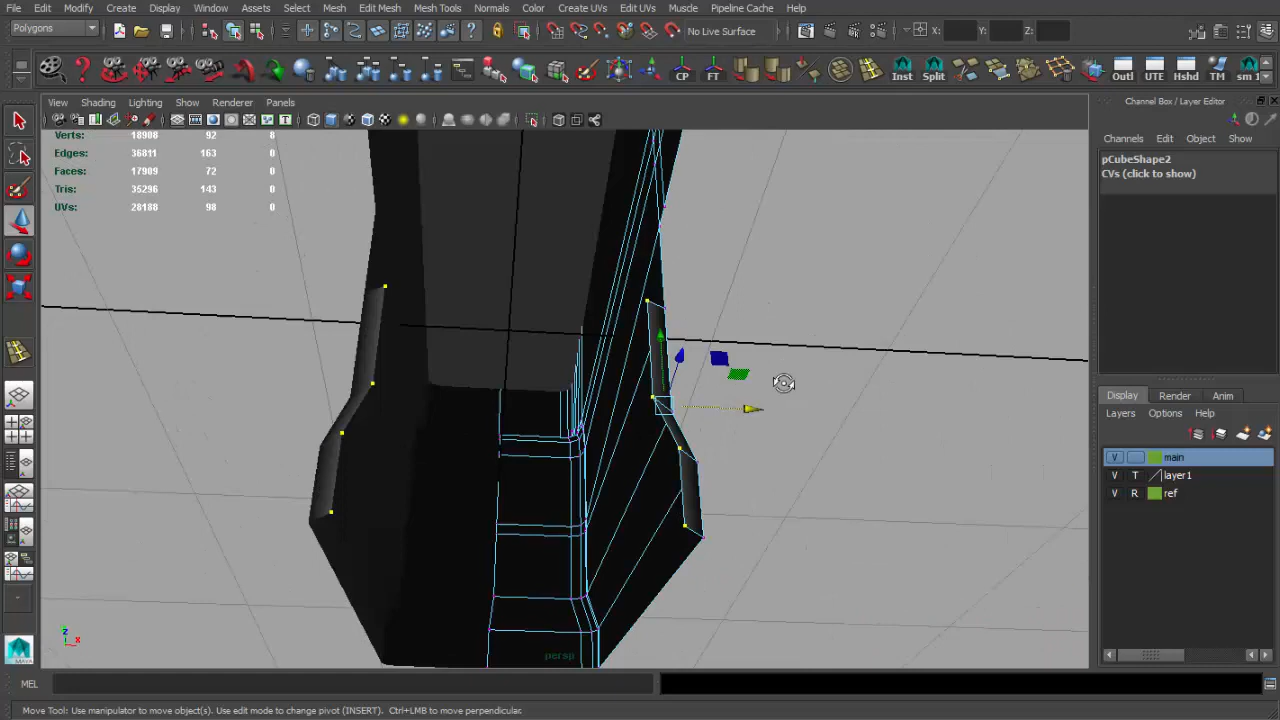 File Edit Modify Create Display Window Assets Select Mesh Edit Mesh Mesh Tools Normals Color Create UVs Edit UVs Muscle Pipeline Cache Help
Polygons No Live Surface X: Y: Z:
CP FT Inst Split Outl UTE Hshd TM sm 1
View Shading Lighting Show Renderer Panels
Channel Box / Layer Editor
Channels Edit Object Show
Verts: 18908 92 8
Edges: 36811 163 0
Faces: 17909 72 0
Tris: 35296 143 0
UVs: 28188 98 0
pCubeShape2
CVs (click to show)
Display Render Anim
Layers Options Help
V main
V T layer1
V R ref
z x
persp
MAYA
MEL
Move Tool: Use manipulator to move object(s). Use edit mode to change pivot (INSERT). Ctrl+LMB to move perpendicular.